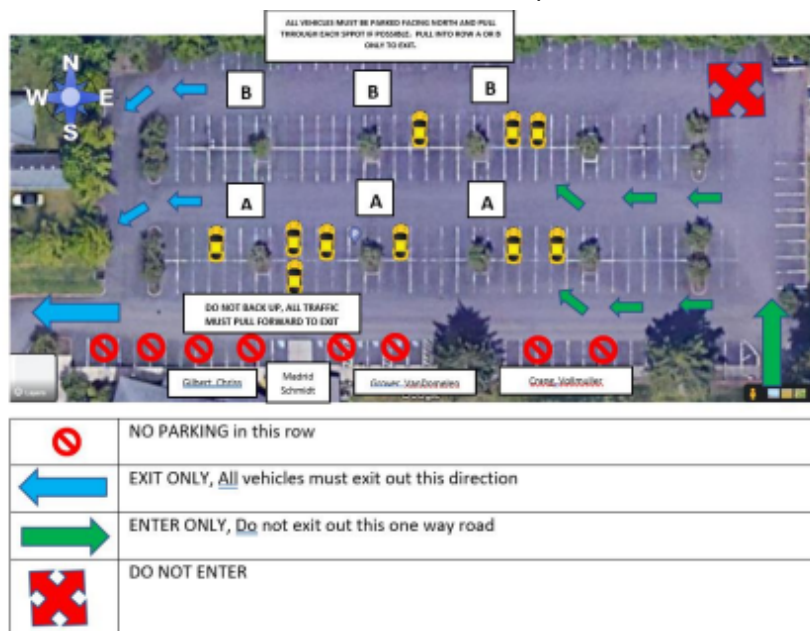 ALL VEHICLES MUST BE PARKED FACING NORTH AND PULL
THROUGH EACH SPPOT IF POSSIBLE. PULL INTO ROW A OR B
ONLY TO EXIT.
N
W E
S
B B B
A A A
DO NOT BACK UP, ALL TRAFFIC
MUST PULL FORWARD TO EXIT
Gilbert, Chriss
Madrid
Schmidt
Grover, VanDomelen
Crang, Vollmuller
NO PARKING in this row
EXIT ONLY, All vehicles must exit out this direction
ENTER ONLY, Do not exit out this one way road
DO NOT ENTER